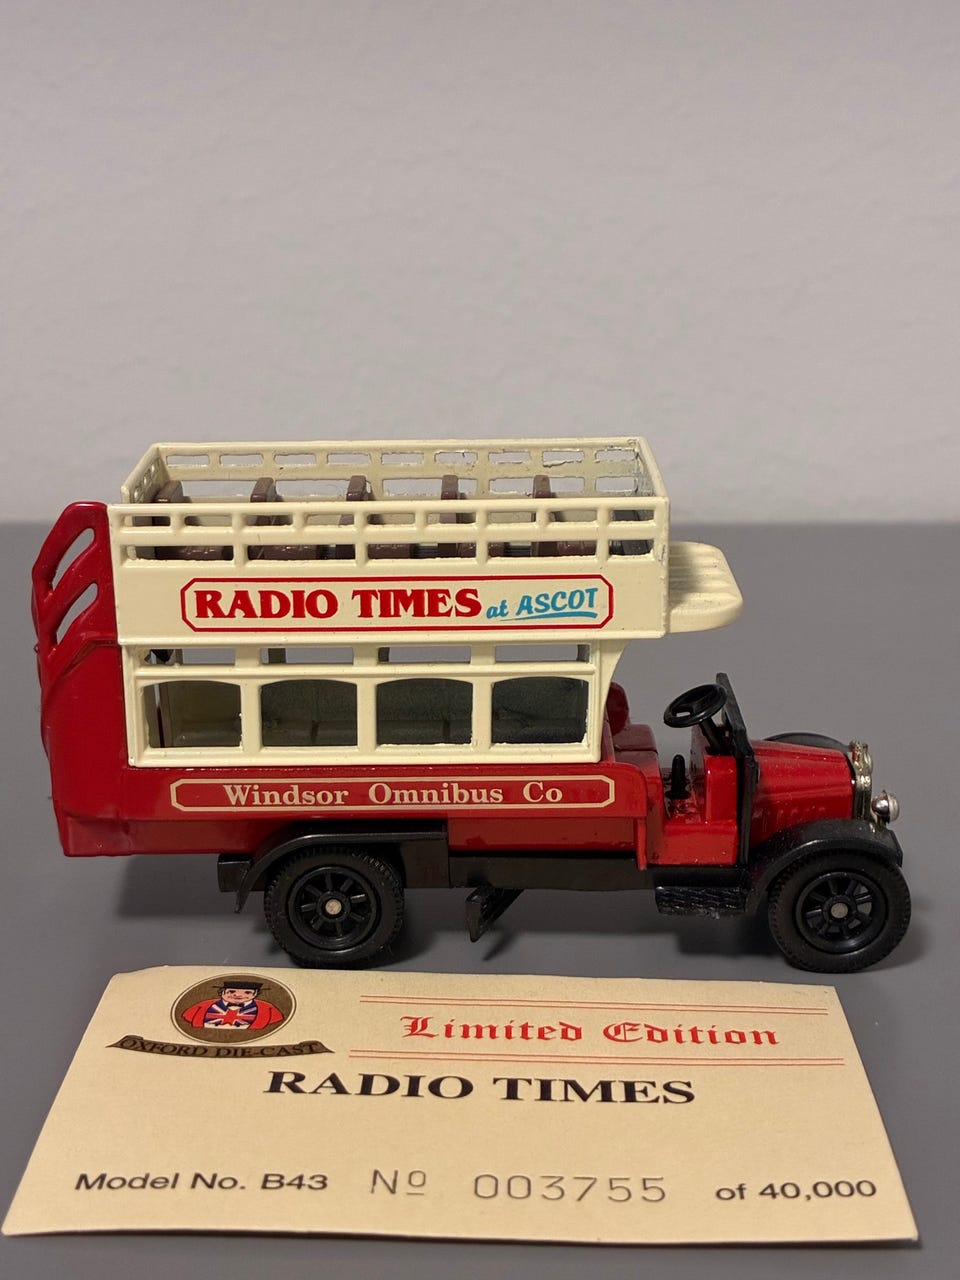 RADIO TIMES at ASCOT
Windsor Omnibus Co
OXFORD DIE-CAST
Limited Edition
RADIO TIMES
Model No. B43 Nº 003755 of 40,000